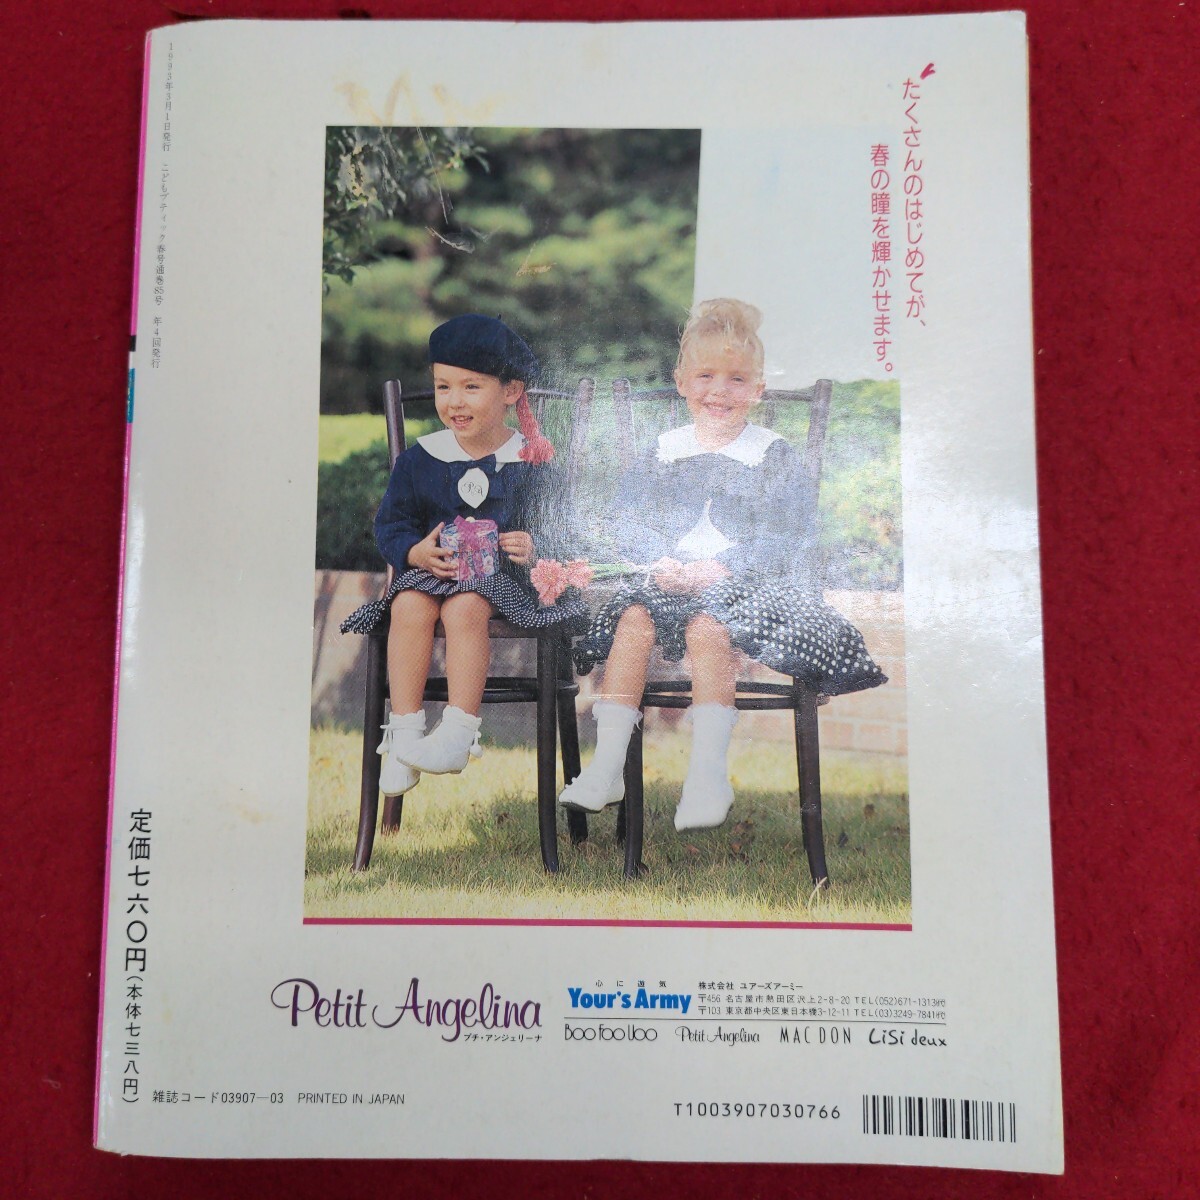 たくさんのはじめてが、
春の瞳を輝かせます。
1993年3月1日発行 こどもブティック春号通巻85号 年4回発行
定価七六〇円(本体七三八円)
Petit Angelina
プチ・アンジェリーナ
心に遊気
Your's Army
株式会社 ユアーズアーミー
〒456 名古屋市熱田区沢上2-8-20 TEL(052)671-1313㈹
〒103 東京都中央区東日本橋3-12-11 TEL(03)3249-7841㈹
Boo Foo Uoo Petit Angelina MAC DON LiSi deux
雑誌コード03907—03 PRINTED IN JAPAN
T1003907030766